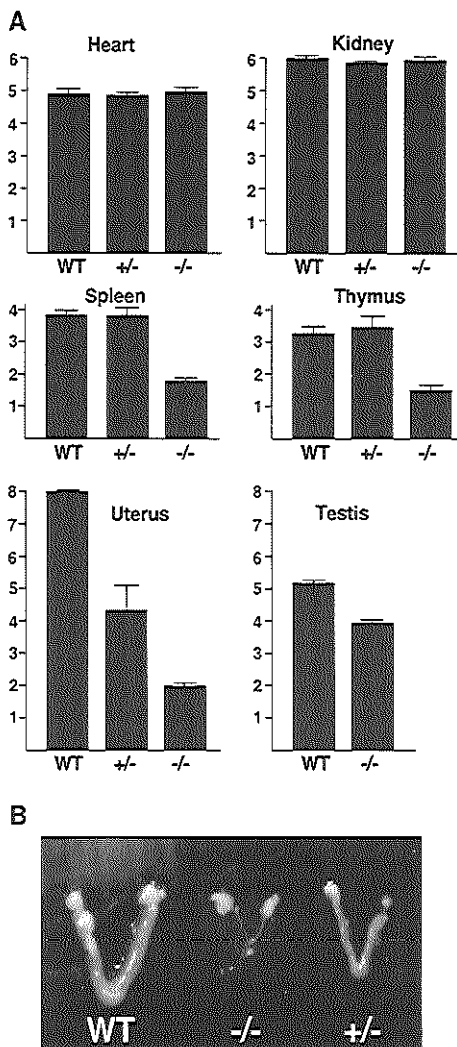 A
Heart
Kidney
6
5
4
3
2
1
WT +/- -/-
6
5
4
3
2
1
WT +/- -/-
Spleen
Thymus
4
3
2
1
WT +/- -/-
4
3
2
1
WT +/- -/-
Uterus
Testis
8
7
6
5
4
3
2
1
WT +/- -/-
8
7
6
5
4
3
2
1
WT -/-
B
WT -/- +/-